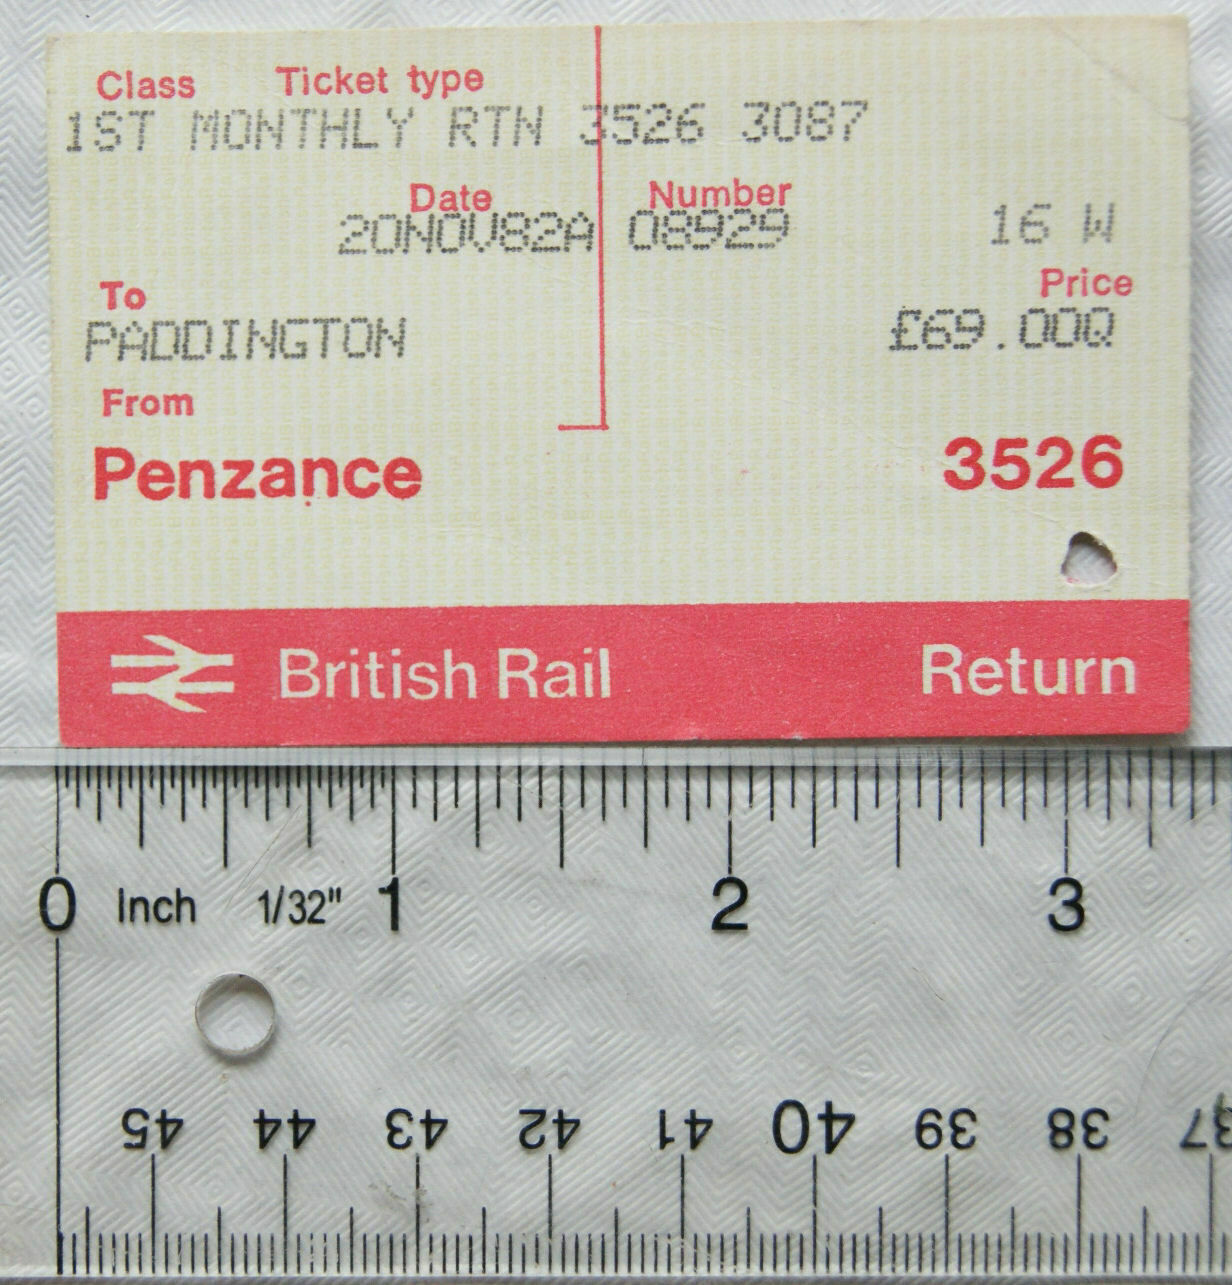 Class Ticket type
1ST MONTHLY RTN 3526 3087
Date Number
20NOV82A 08929 16 W
To Price
PADDINGTON £69.00Q
From
Penzance 3526
British Rail Return
0 Inch 1/32" 1 2 3
45 44 43 42 41 40 39 38 37